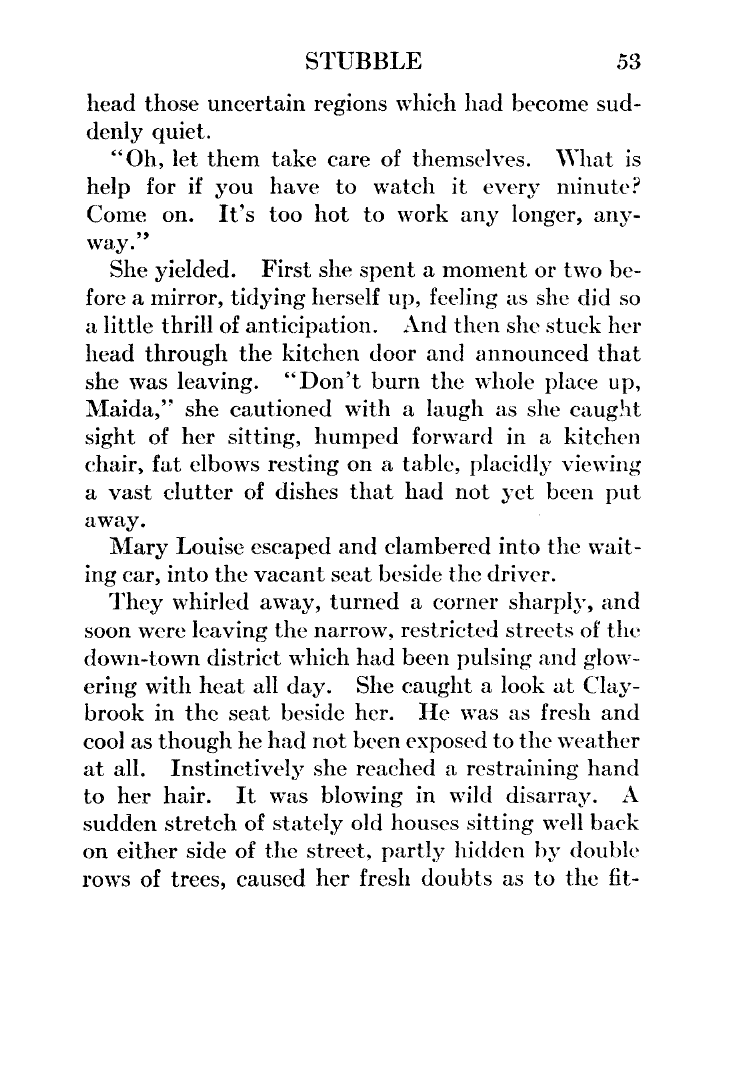 STUBBLE 53
head those uncertain regions which had become sud-
denly quiet.
“Oh, let them take care of themselves. What is
help for if you have to watch it every minute?
Come on. It’s too hot to work any longer, any-
way.”
She yielded. First she spent a moment or two be-
fore a mirror, tidying herself up, feeling as she did so
a little thrill of anticipation. And then she stuck her
head through the kitchen door and announced that
she was leaving. “Don’t burn the whole place up,
Maida,” she cautioned with a laugh as she caught
sight of her sitting, humped forward in a kitchen
chair, fat elbows resting on a table, placidly viewing
a vast clutter of dishes that had not yet been put
away.
Mary Louise escaped and clambered into the wait-
ing car, into the vacant seat beside the driver.
They whirled away, turned a corner sharply, and
soon were leaving the narrow, restricted streets of the
down-town district which had been pulsing and glow-
ering with heat all day. She caught a look at Clay-
brook in the seat beside her. He was as fresh and
cool as though he had not been exposed to the weather
at all. Instinctively she reached a restraining hand
to her hair. It was blowing in wild disarray. A
sudden stretch of stately old houses sitting well back
on either side of the street, partly hidden by double
rows of trees, caused her fresh doubts as to the fit-